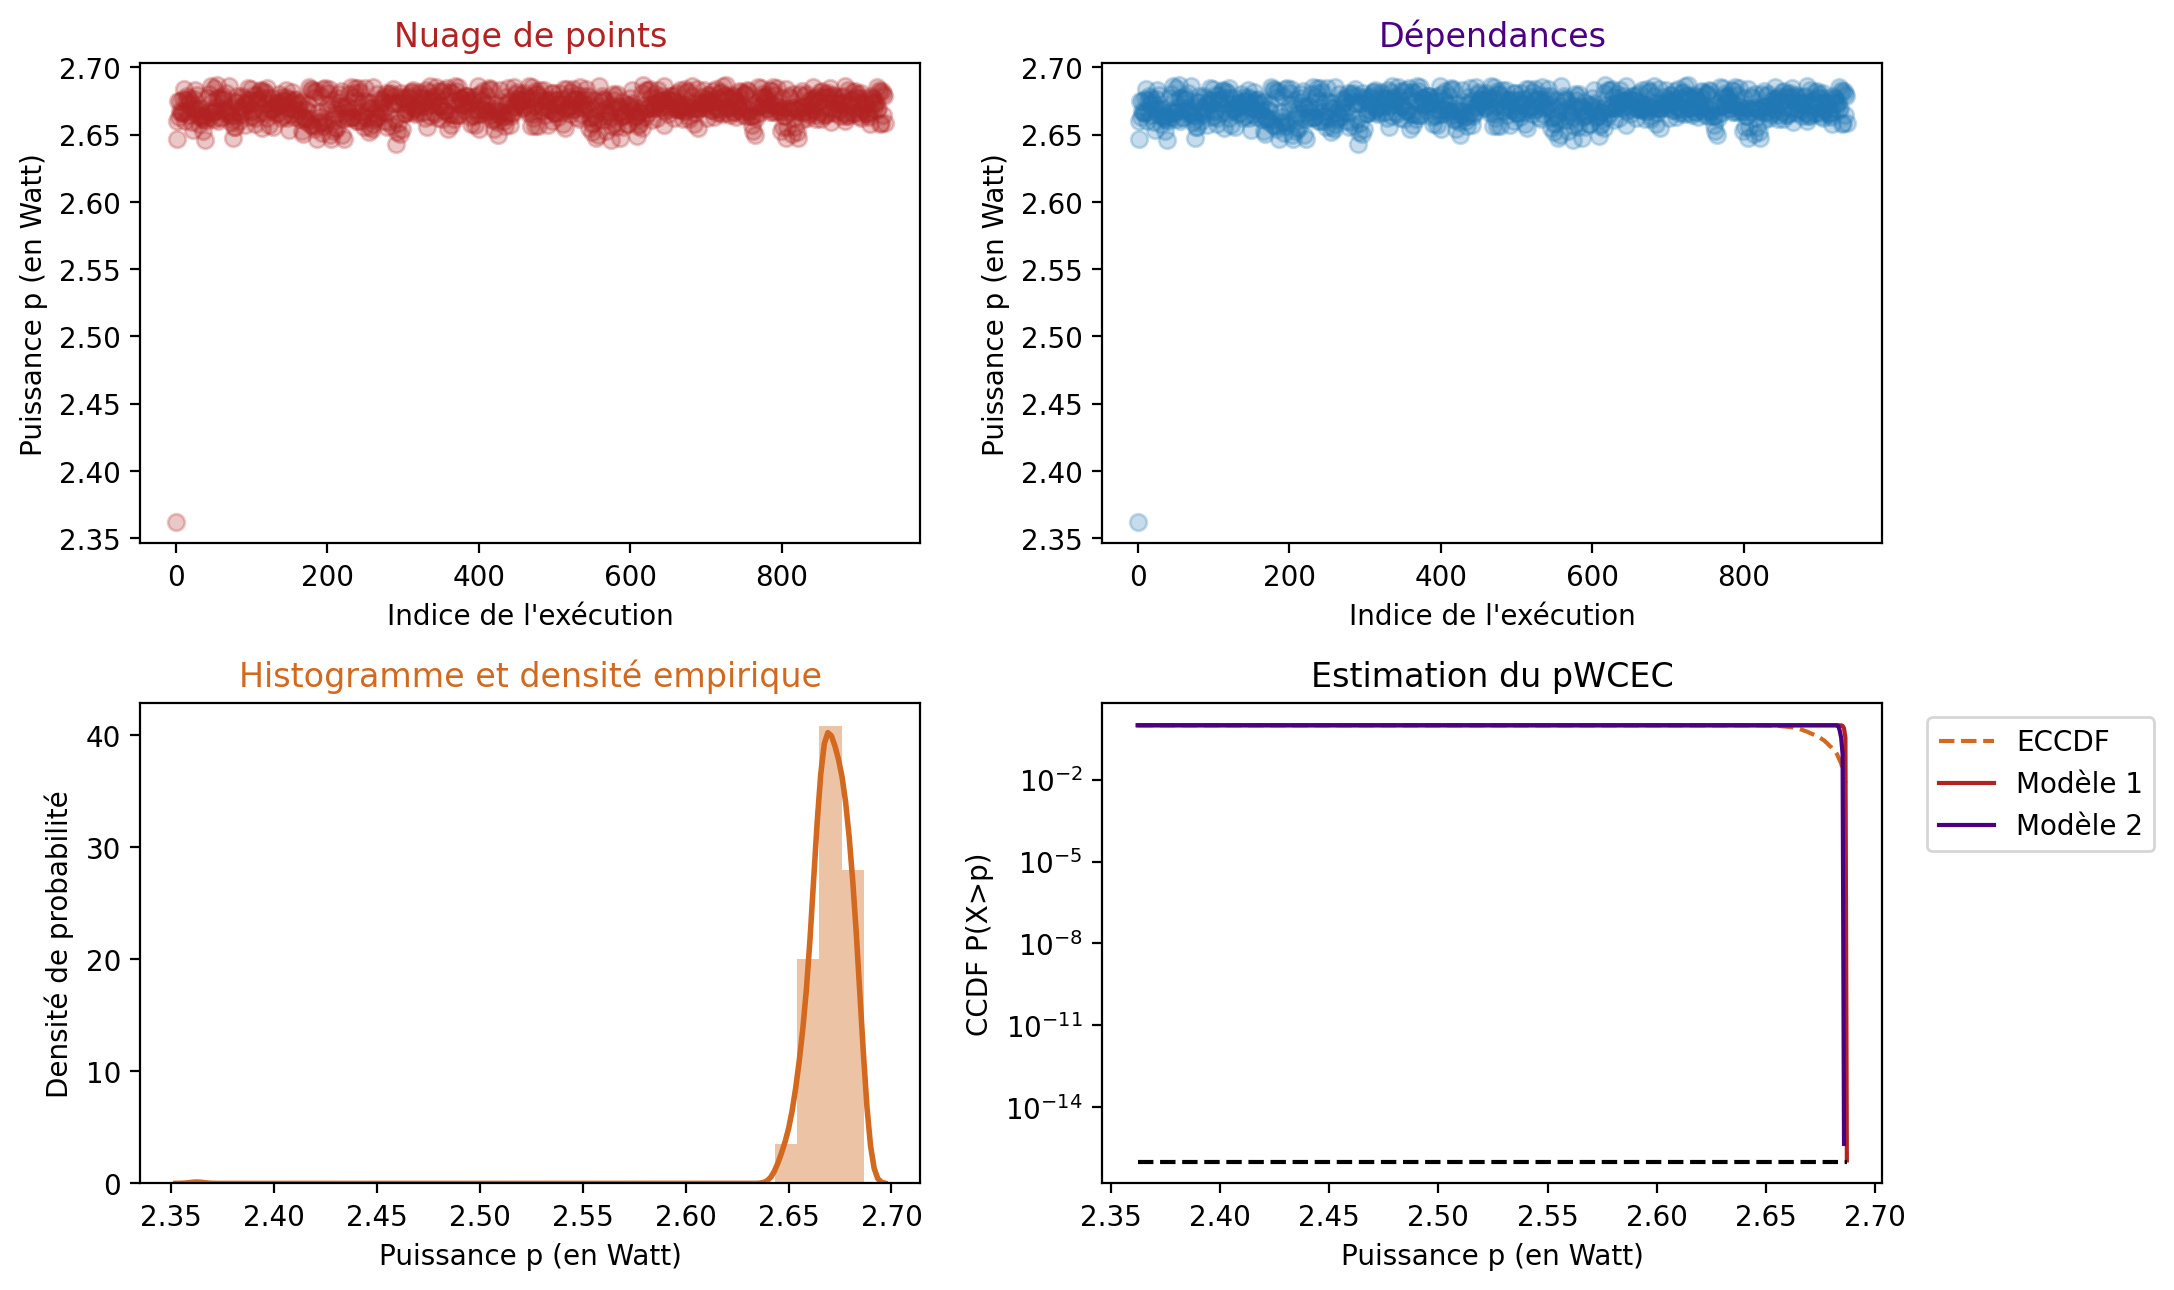 Nuage de points
Puissance p (en Watt)
2.70
2.65
2.60
2.55
2.50
2.45
2.40
2.35
0 200 400 600 800
Indice de l'exécution
Dépendances
Puissance p (en Watt)
2.70
2.65
2.60
2.55
2.50
2.45
2.40
2.35
0 200 400 600 800
Indice de l'exécution
Histogramme et densité empirique
Densité de probabilité
40
30
20
10
0
2.35 2.40 2.45 2.50 2.55 2.60 2.65 2.70
Puissance p (en Watt)
Estimation du pWCEC
CCDF P(X>p)
10⁻²
10⁻⁵
10⁻⁸
10⁻¹¹
10⁻¹⁴
2.35 2.40 2.45 2.50 2.55 2.60 2.65 2.70
Puissance p (en Watt)
ECCDF
Modèle 1
Modèle 2